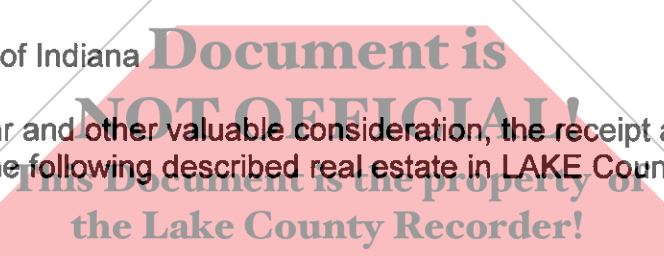 of Indiana
Document is
NOT OFFICIAL!
r and other valuable consideration, the receipt a
e following described real estate in LAKE Coun
This Document is the property of
the Lake County Recorder!